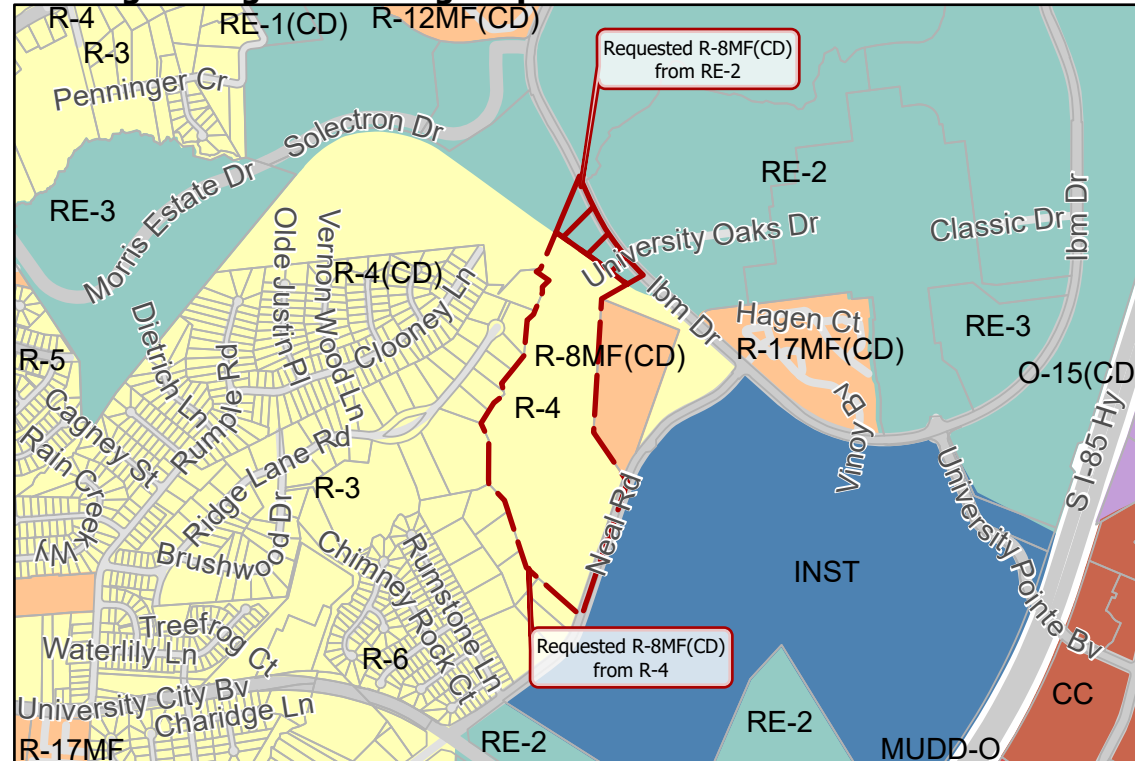 R-4
RE-1(CD)
R-12MF(CD)
R-3
Requested R-8MF(CD)
from RE-2
Penninger Cr
Solectron Dr
RE-2
RE-3
Morris Estate Dr
University Oaks Dr
Classic Dr
Ibm Dr
Olde Justin Pl
Vernon Wood Ln
R-4(CD)
Clooney Ln
Ibm Dr
Dietrich Ln
Rumple Rd
Hagen Ct
RE-3
R-8MF(CD)
R-17MF(CD)
R-5
O-15(CD
R-4
Cagney St
Vinoy Bv
S I-85 Hy
Rain Creek Wy
Ridge Lane Rd
R-3
University Pointe Bv
Neal Rd
Brushwood Dr
Chimney Rock Ct
Rumstone Ln
INST
Treefrog Ct
Waterlily Ln
R-6
Requested R-8MF(CD)
from R-4
University City Bv
Charidge Ln
CC
RE-2
RE-2
R-17MF
MUDD-O